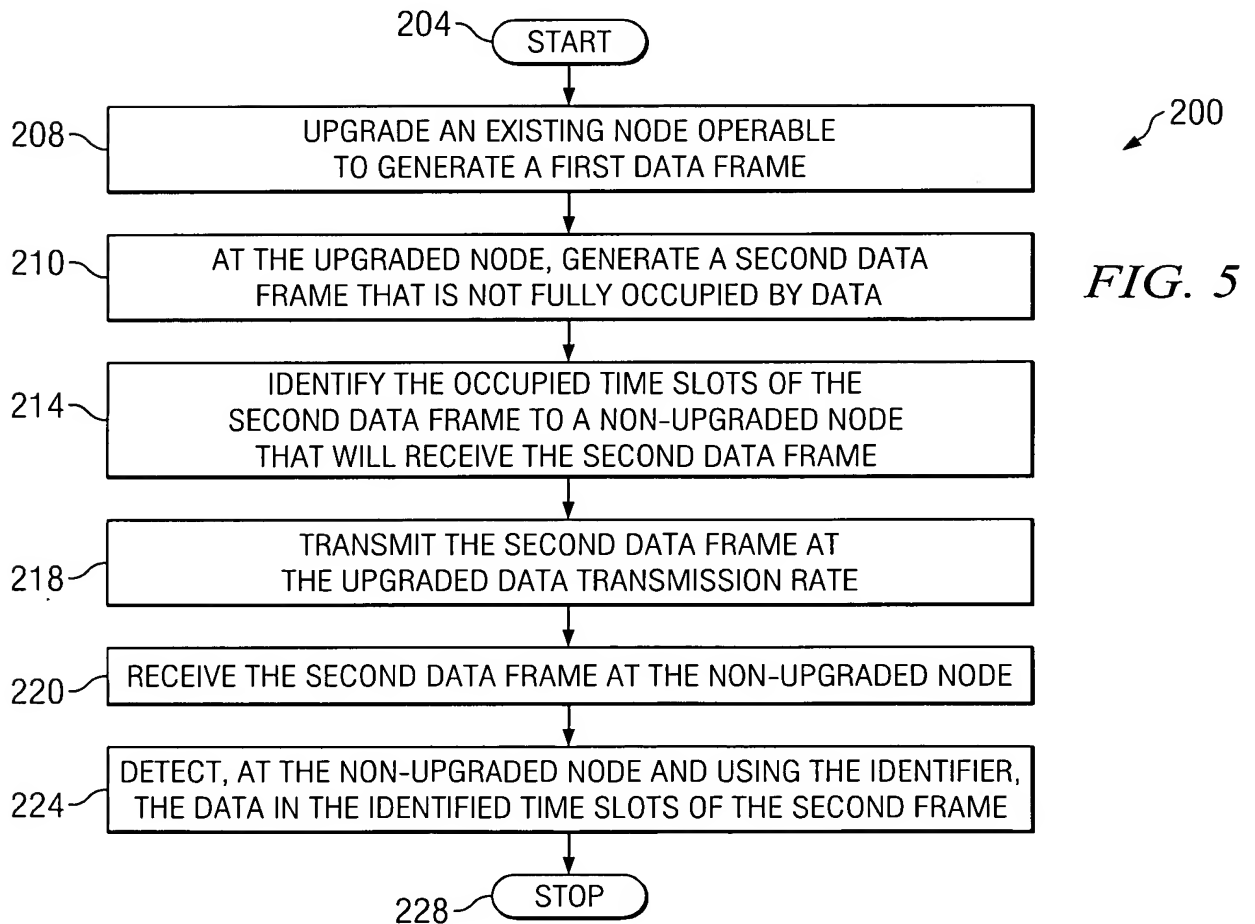 204
START
208
UPGRADE AN EXISTING NODE OPERABLE
TO GENERATE A FIRST DATA FRAME
200
210
AT THE UPGRADED NODE, GENERATE A SECOND DATA
FRAME THAT IS NOT FULLY OCCUPIED BY DATA
FIG. 5
214
IDENTIFY THE OCCUPIED TIME SLOTS OF THE
SECOND DATA FRAME TO A NON-UPGRADED NODE
THAT WILL RECEIVE THE SECOND DATA FRAME
218
TRANSMIT THE SECOND DATA FRAME AT
THE UPGRADED DATA TRANSMISSION RATE
220
RECEIVE THE SECOND DATA FRAME AT THE NON-UPGRADED NODE
224
DETECT, AT THE NON-UPGRADED NODE AND USING THE IDENTIFIER,
THE DATA IN THE IDENTIFIED TIME SLOTS OF THE SECOND FRAME
228
STOP